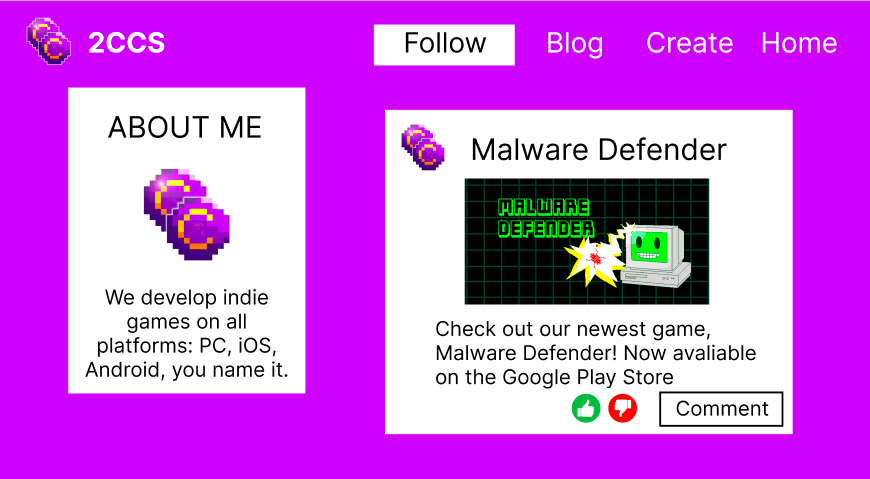 2CCS
Follow
Blog
Create
Home
ABOUT ME
We develop indie
games on all
platforms: PC, iOS,
Android, you name it.
Malware Defender
MALWARE
DEFENDER
Check out our newest game,
Malware Defender! Now avaliable
on the Google Play Store
Comment